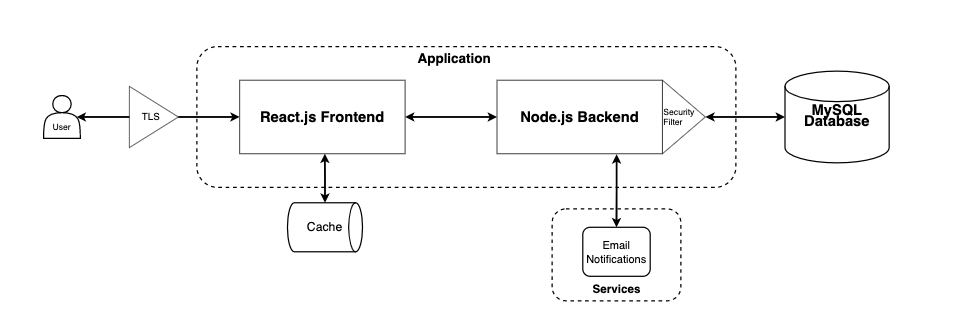 Application
User
TLS
React.js Frontend
Node.js Backend
Security
Filter
MySQL
Database
Cache
Email
Notifications
Services